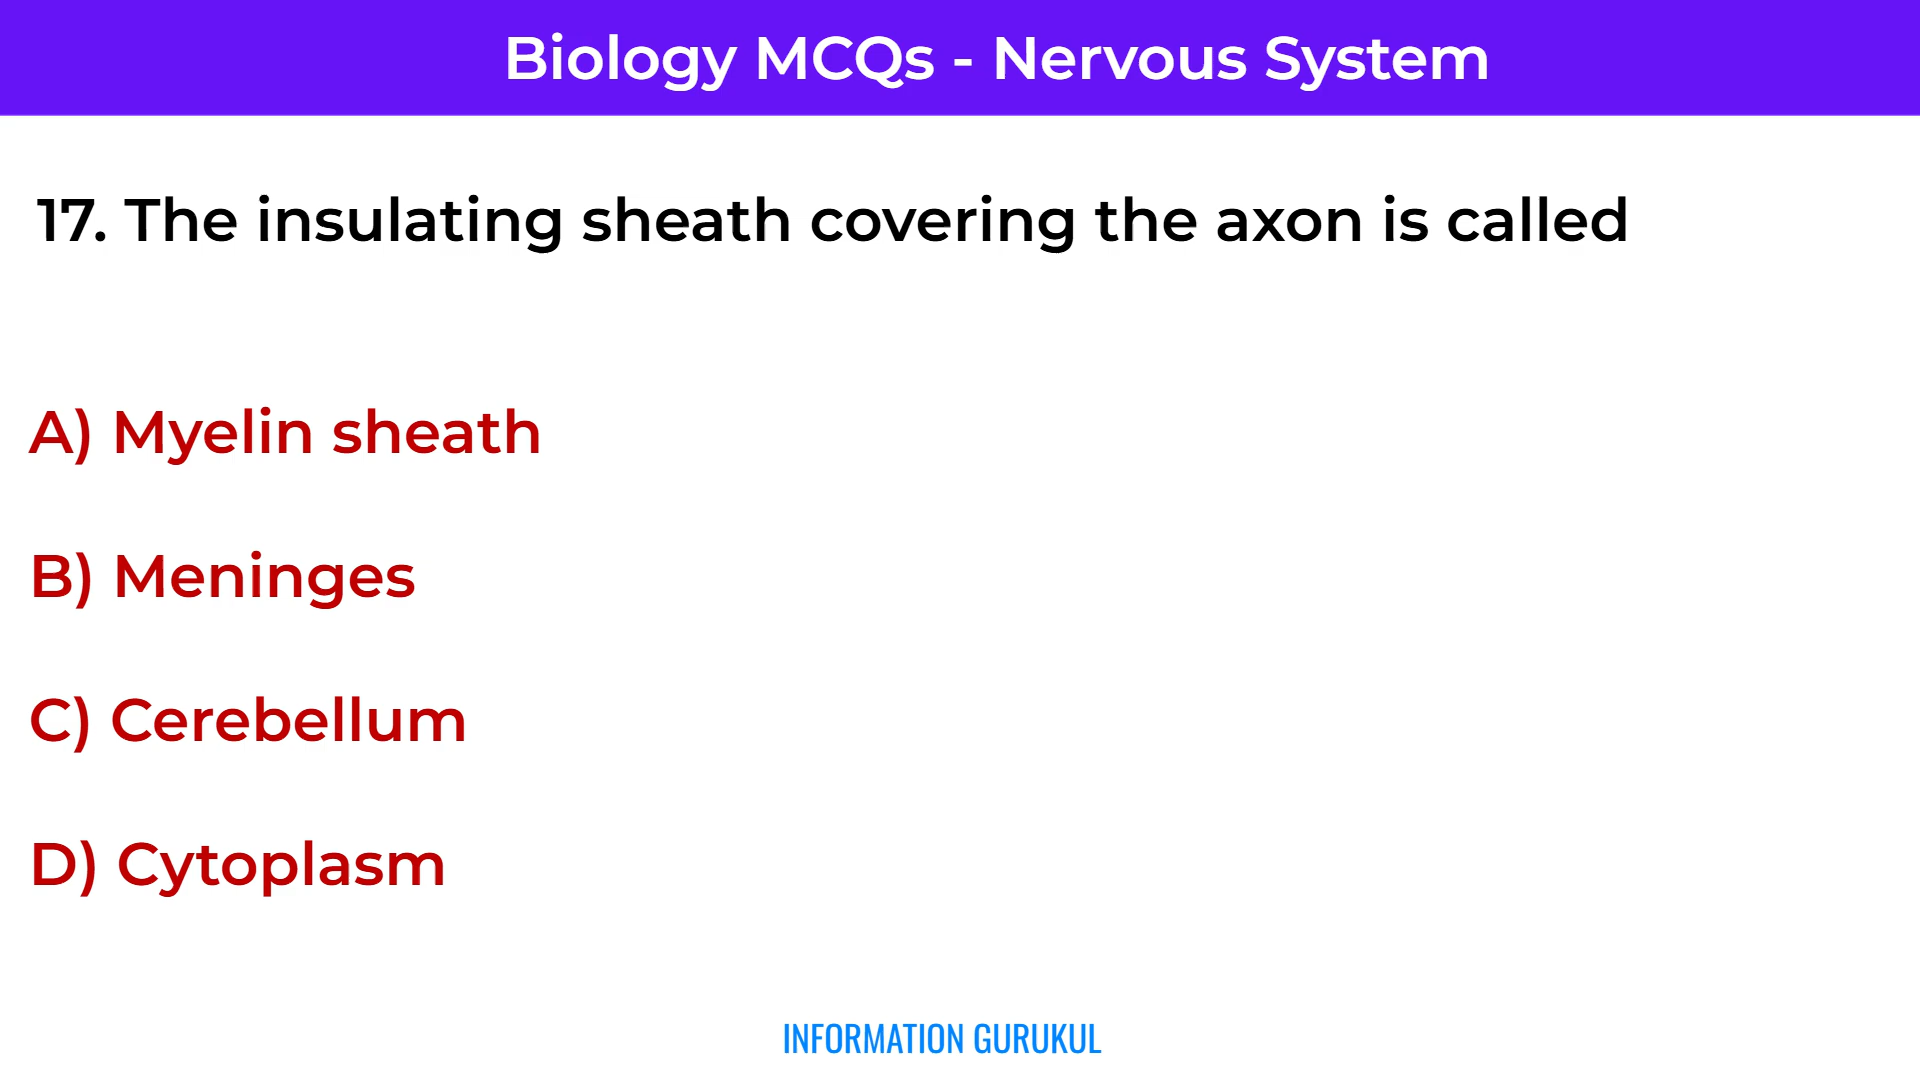 Biology MCQs - Nervous System
17. The insulating sheath covering the axon is called
A) Myelin sheath
B) Meninges
C) Cerebellum
D) Cytoplasm
INFORMATION GURUKUL